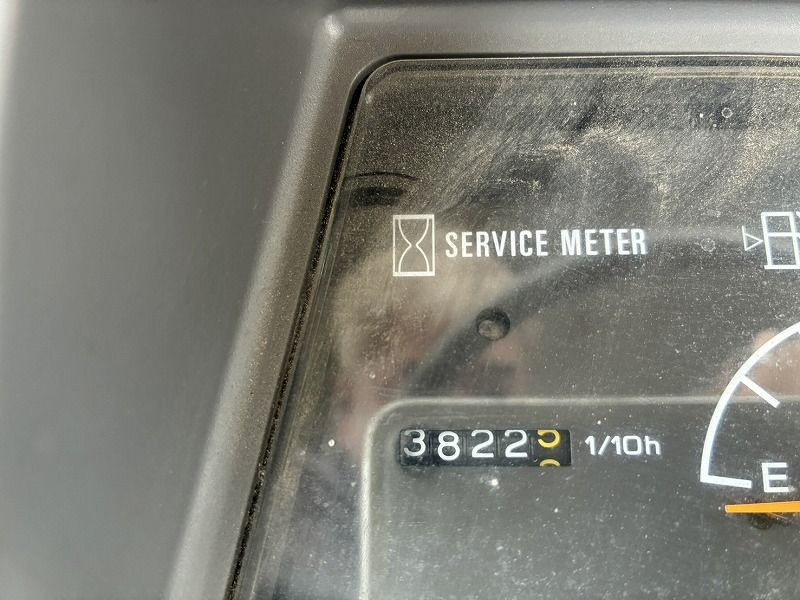 SERVICE METER
3822 1/10h
E